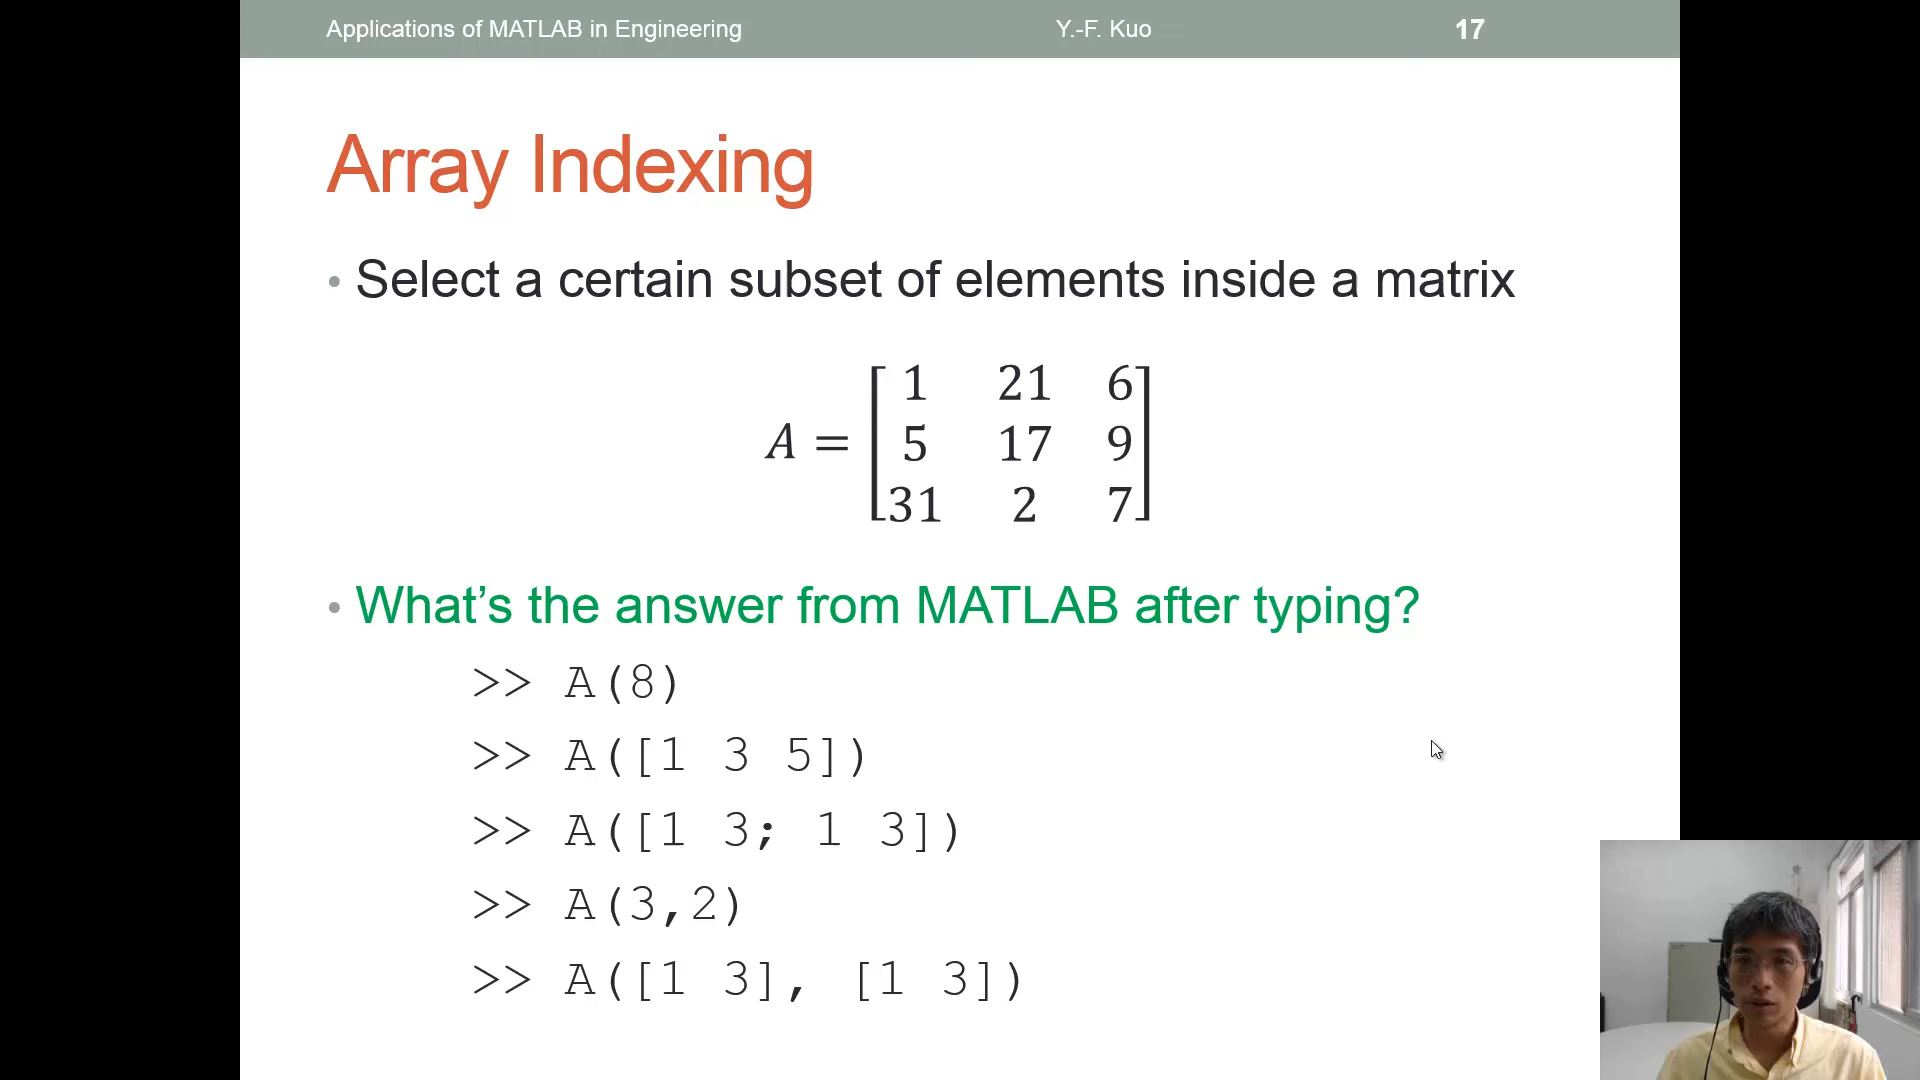 Applications of MATLAB in Engineering Y.-F. Kuo 17
Array Indexing
• Select a certain subset of elements inside a matrix
1 21 6
A = 5 17 9
31 2 7
• What’s the answer from MATLAB after typing?
>> A(8)
>> A([1 3 5])
>> A([1 3; 1 3])
>> A(3,2)
>> A([1 3], [1 3])